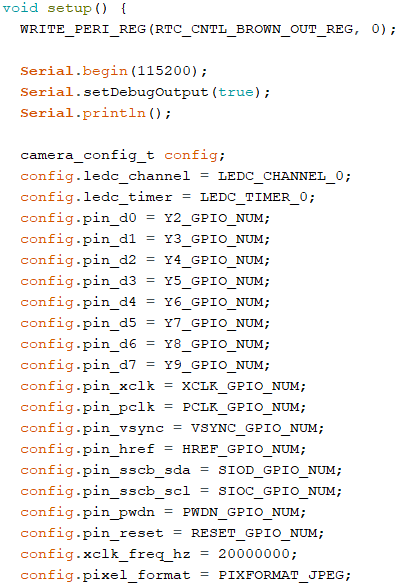 void setup() {
  WRITE_PERI_REG(RTC_CNTL_BROWN_OUT_REG, 0);

  Serial.begin(115200);
  Serial.setDebugOutput(true);
  Serial.println();

  camera_config_t config;
  config.ledc_channel = LEDC_CHANNEL_0;
  config.ledc_timer = LEDC_TIMER_0;
  config.pin_d0 = Y2_GPIO_NUM;
  config.pin_d1 = Y3_GPIO_NUM;
  config.pin_d2 = Y4_GPIO_NUM;
  config.pin_d3 = Y5_GPIO_NUM;
  config.pin_d4 = Y6_GPIO_NUM;
  config.pin_d5 = Y7_GPIO_NUM;
  config.pin_d6 = Y8_GPIO_NUM;
  config.pin_d7 = Y9_GPIO_NUM;
  config.pin_xclk = XCLK_GPIO_NUM;
  config.pin_pclk = PCLK_GPIO_NUM;
  config.pin_vsync = VSYNC_GPIO_NUM;
  config.pin_href = HREF_GPIO_NUM;
  config.pin_sscb_sda = SIOD_GPIO_NUM;
  config.pin_sscb_scl = SIOC_GPIO_NUM;
  config.pin_pwdn = PWDN_GPIO_NUM;
  config.pin_reset = RESET_GPIO_NUM;
  config.xclk_freq_hz = 20000000;
  config.pixel_format = PIXFORMAT_JPEG;